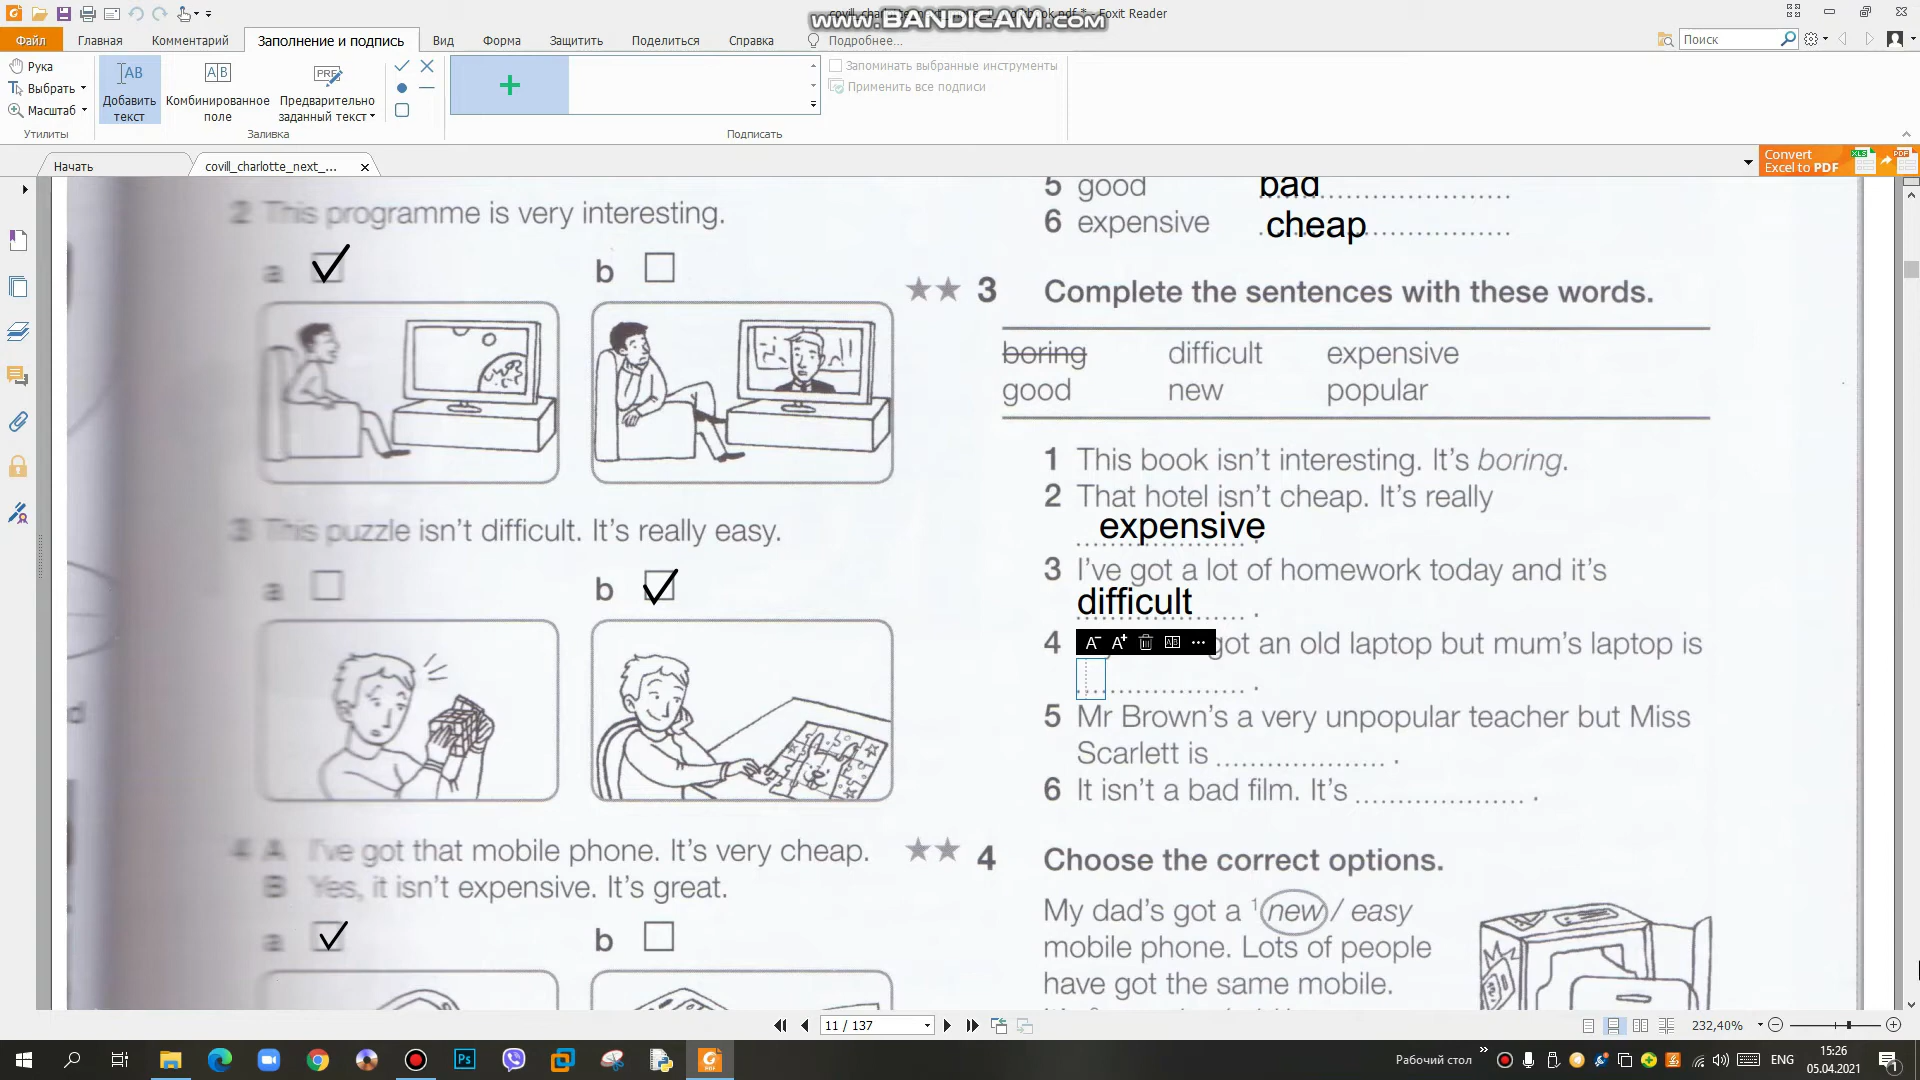 covill_charlotte_next_ book.pdf * - Foxit Reader
www.BANDICAM.com
Файл
Главная
Комментарий
Заполнение и подпись
Вид
Форма
Защитить
Поделиться
Справка
Подробнее...
Поиск
Рука
Выбрать
Масштаб
Утилиты
Добавить текст
Комбинированное поле
Предварительно заданный текст
Заливка
Запоминать выбранные инструменты
Применить все подписи
Подписать
Начать
covill_charlotte_next_...
Convert
Excel to PDF
2 This programme is very interesting.
a
b
3 This puzzle isn't difficult. It's really easy.
a
b
4 A I've got that mobile phone. It's very cheap.
B Yes, it isn't expensive. It's great.
a
b
5 good bad
6 expensive cheap
3 Complete the sentences with these words.
boring difficult expensive
good new popular
1 This book isn't interesting. It's boring.
2 That hotel isn't cheap. It's really
expensive .
3 I've got a lot of homework today and it's
difficult .
4 got an old laptop but mum's laptop is
.
5 Mr Brown's a very unpopular teacher but Miss
Scarlett is .
6 It isn't a bad film. It's .
4 Choose the correct options.
My dad's got a 1 new / easy
mobile phone. Lots of people
have got the same mobile.
11 / 137
232,40%
Рабочий стол
ENG
15:26
05.04.2021